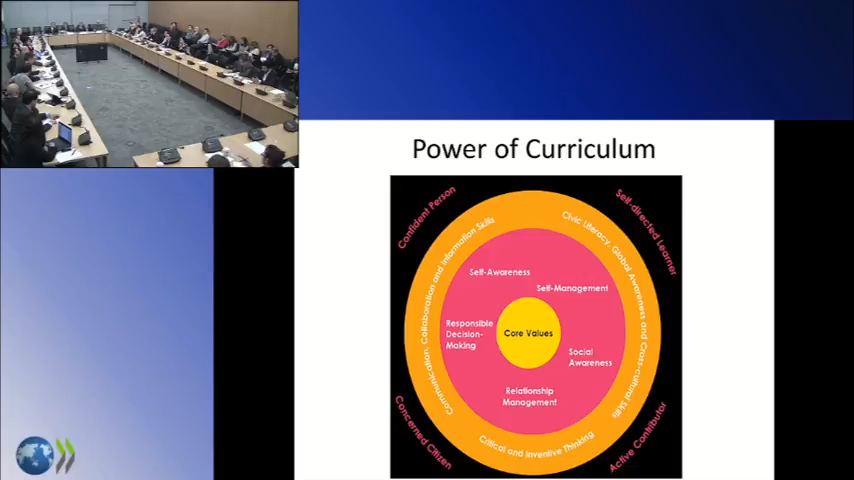 Power of Curriculum
Confident Person
Self-directed Learner
Communication, Collaboration and Information Skills
Civic Literacy, Global Awareness and Cross-cultural Skills
Self-Awareness
Self-Management
Responsible
Decision-
Making
Core Values
Social
Awareness
Relationship
Management
Critical and Inventive Thinking
Concerned Citizen
Active Contributor